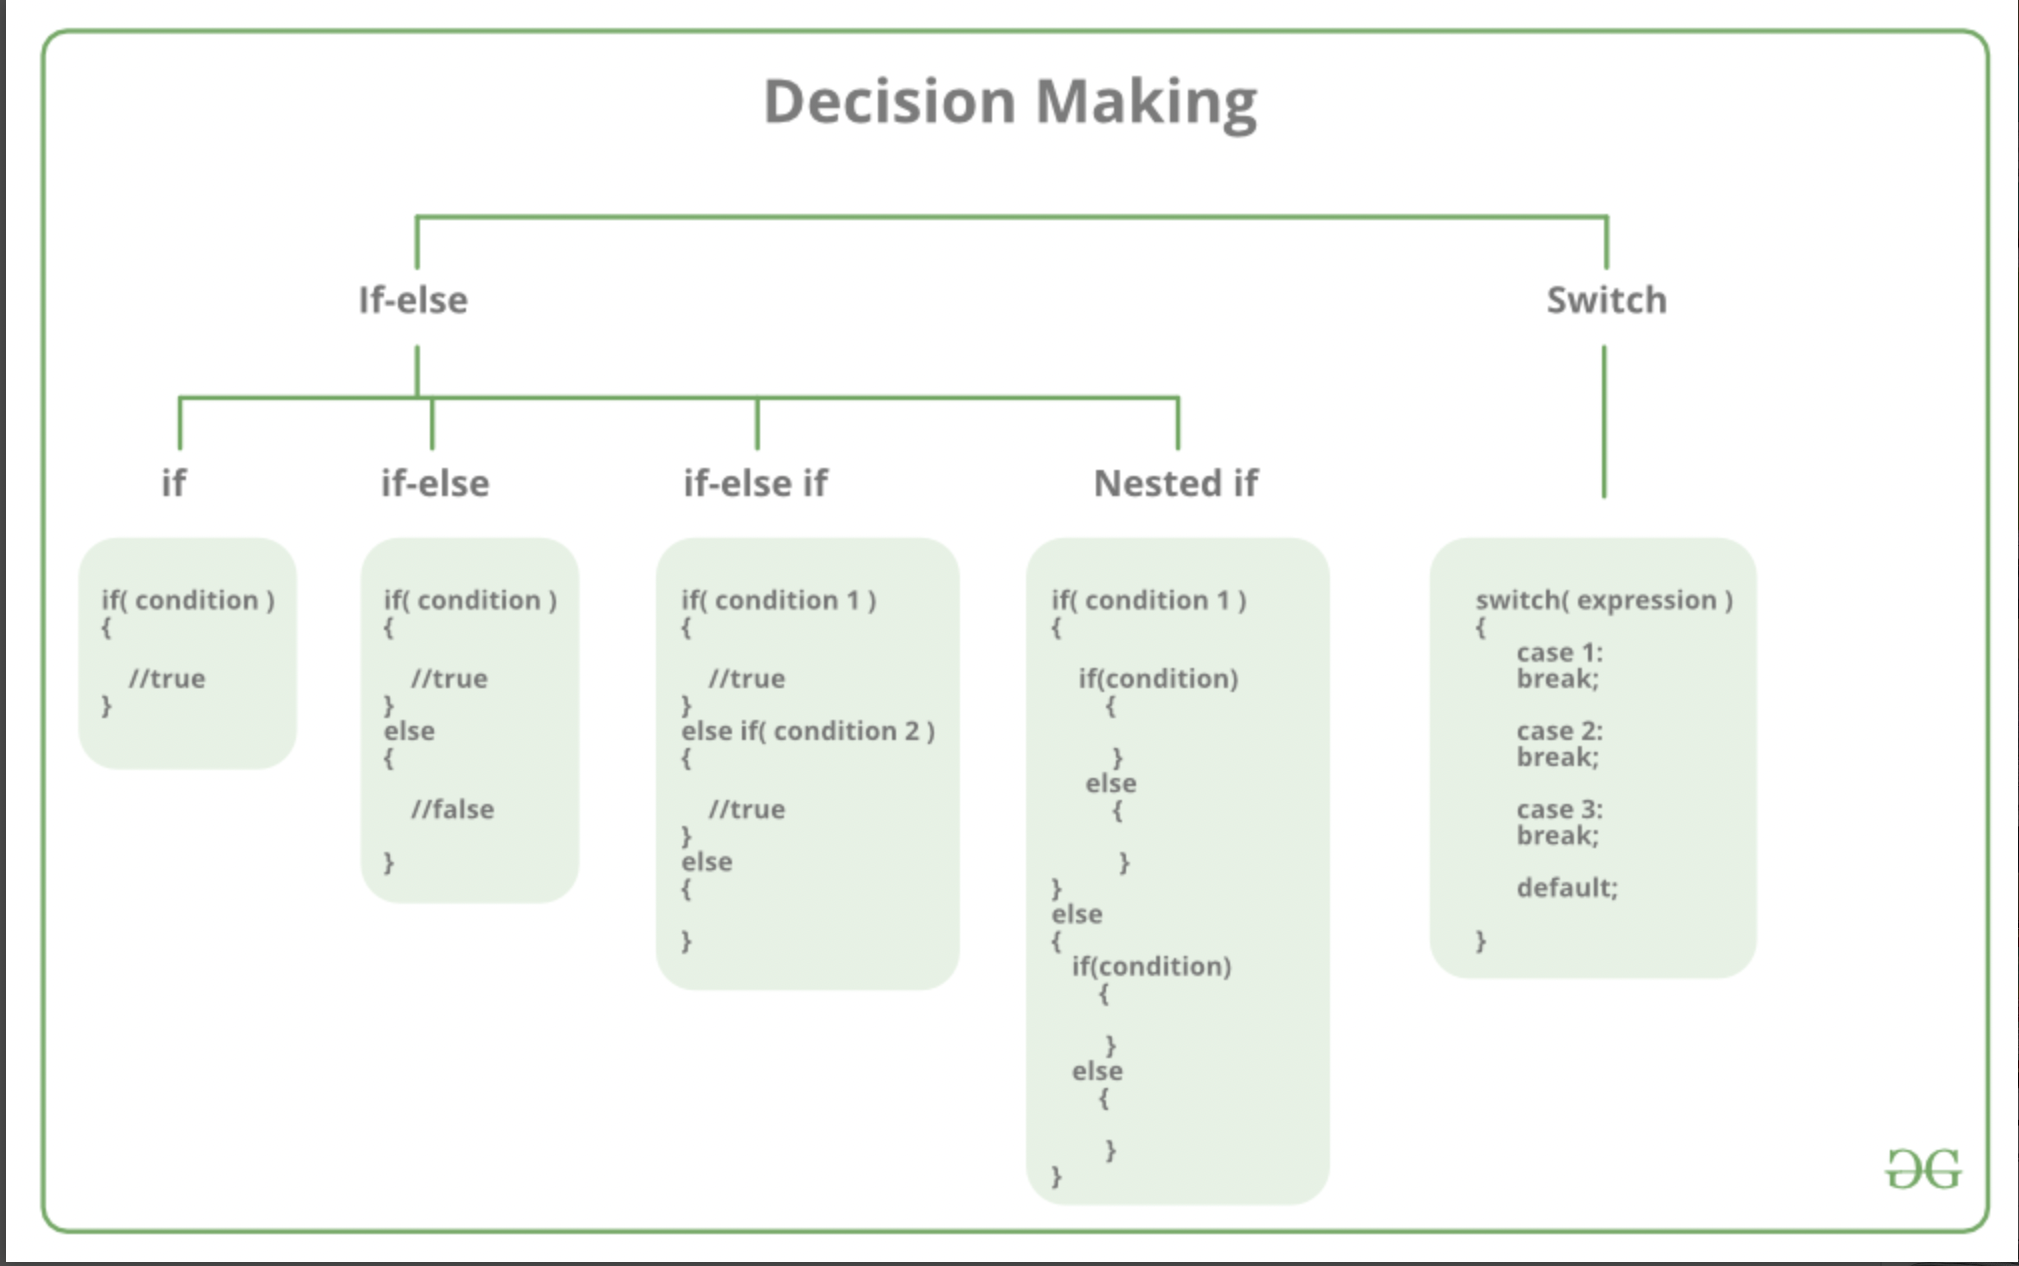 Decision Making
If-else
Switch
if
if-else
if-else if
Nested if
if( condition )
{
//true
}
if( condition )
{
//true
}
else
{
//false
}
if( condition 1 )
{
//true
}
else if( condition 2 )
{
//true
}
else
{
}
if( condition 1 )
{
if(condition)
{
}
else
{
}
}
else
{
if(condition)
{
}
else
{
}
}
switch( expression )
{
case 1:
break;
case 2:
break;
case 3:
break;
default;
}